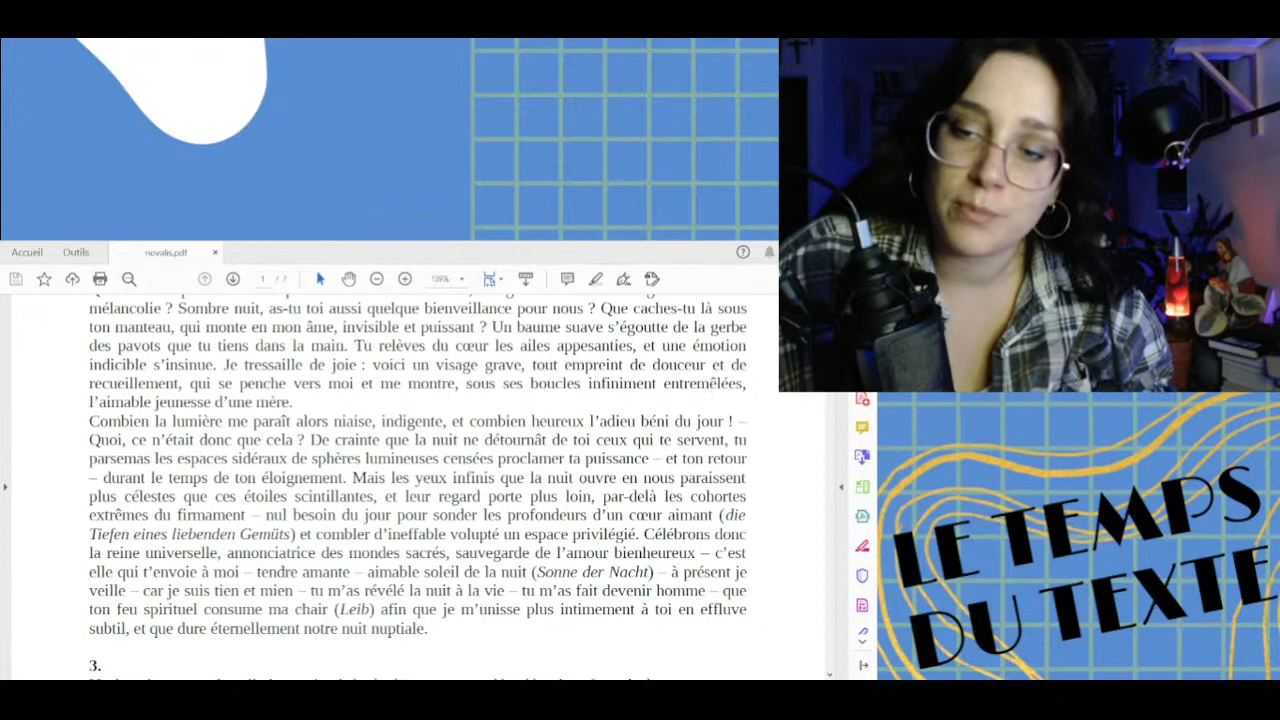 Accueil
Outils
novalis.pdf
1 / 7
129%
mélancolie ? Sombre nuit, as-tu toi aussi quelque bienveillance pour nous ? Que caches-tu là sous
ton manteau, qui monte en mon âme, invisible et puissant ? Un baume suave s’égoutte de la gerbe
des pavots que tu tiens dans la main. Tu relèves du cœur les ailes appesanties, et une émotion
indicible s’insinue. Je tressaille de joie : voici un visage grave, tout empreint de douceur et de
recueillement, qui se penche vers moi et me montre, sous ses boucles infiniment entremêlées,
l’aimable jeunesse d’une mère.
Combien la lumière me paraît alors niaise, indigente, et combien heureux l’adieu béni du jour ! –
Quoi, ce n’était donc que cela ? De crainte que la nuit ne détournât de toi ceux qui te servent, tu
parsemas les espaces sidéraux de sphères lumineuses censées proclamer ta puissance – et ton retour
– durant le temps de ton éloignement. Mais les yeux infinis que la nuit ouvre en nous paraissent
plus célestes que ces étoiles scintillantes, et leur regard porte plus loin, par-delà les cohortes
extrêmes du firmament – nul besoin du jour pour sonder les profondeurs d’un cœur aimant (die
Tiefen eines liebenden Gemüts) et combler d’ineffable volupté un espace privilégié. Célébrons donc
la reine universelle, annonciatrice des mondes sacrés, sauvegarde de l’amour bienheureux – c’est
elle qui t’envoie à moi – tendre amante – aimable soleil de la nuit (Sonne der Nacht) – à présent je
veille – car je suis tien et mien – tu m’as révélé la nuit à la vie – tu m’as fait devenir homme – que
ton feu spirituel consume ma chair (Leib) afin que je m’unisse plus intimement à toi en effluve
subtil, et que dure éternellement notre nuit nuptiale.
3.
LE TEMPS
DU TEXTE